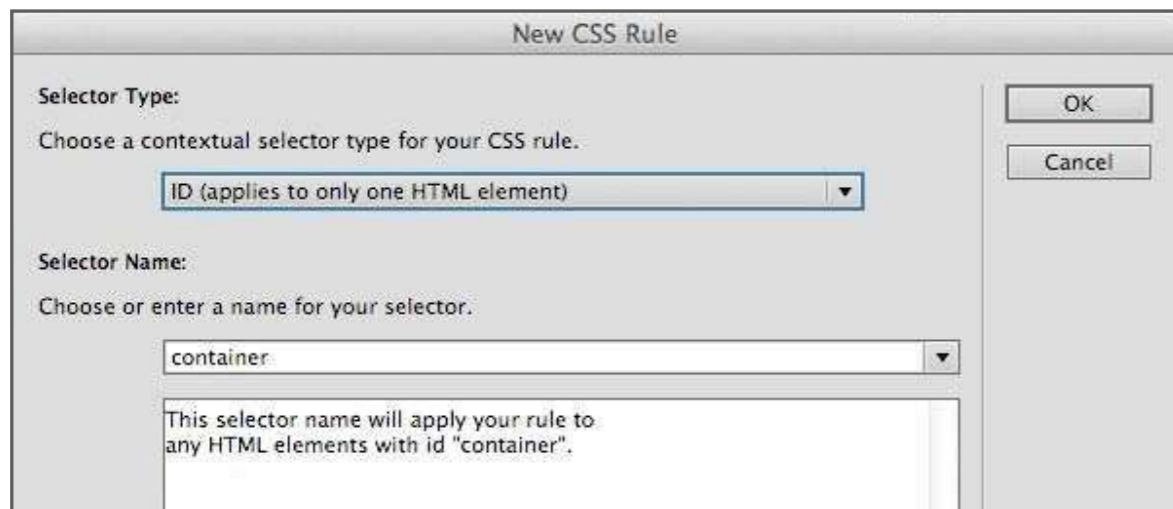 New CSS Rule
Selector Type:
OK
Choose a contextual selector type for your CSS rule.
Cancel
ID (applies to only one HTML element)
Selector Name:
Choose or enter a name for your selector.
container
This selector name will apply your rule to
any HTML elements with id "container".